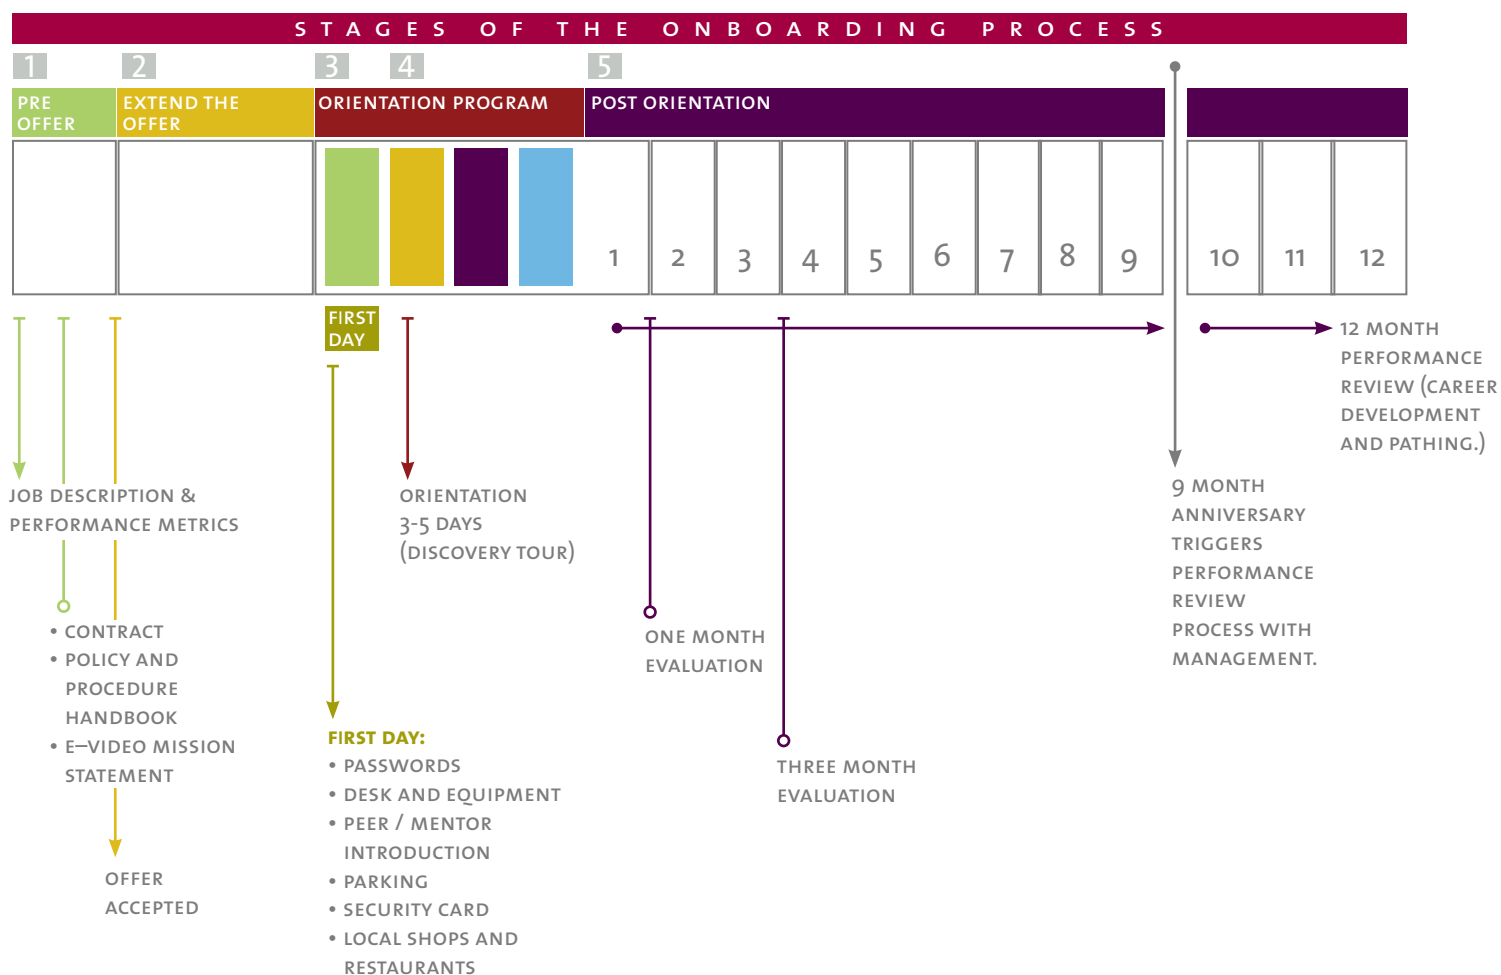 STAGES OF THE ONBOARDING PROCESS
1
2
3
4
5
PRE
OFFER
EXTEND THE
OFFER
ORIENTATION PROGRAM
POST ORIENTATION
1
2
3
4
5
6
7
8
9
10
11
12
FIRST
DAY
JOB DESCRIPTION &
PERFORMANCE METRICS
• CONTRACT
• POLICY AND
PROCEDURE
HANDBOOK
• E–VIDEO MISSION
STATEMENT
OFFER
ACCEPTED
FIRST DAY:
• PASSWORDS
• DESK AND EQUIPMENT
• PEER / MENTOR
INTRODUCTION
• PARKING
• SECURITY CARD
• LOCAL SHOPS AND
RESTAURANTS
ORIENTATION
3-5 DAYS
(DISCOVERY TOUR)
ONE MONTH
EVALUATION
THREE MONTH
EVALUATION
9 MONTH
ANNIVERSARY
TRIGGERS
PERFORMANCE
REVIEW
PROCESS WITH
MANAGEMENT.
12 MONTH
PERFORMANCE
REVIEW (CAREER
DEVELOPMENT
AND PATHING.)